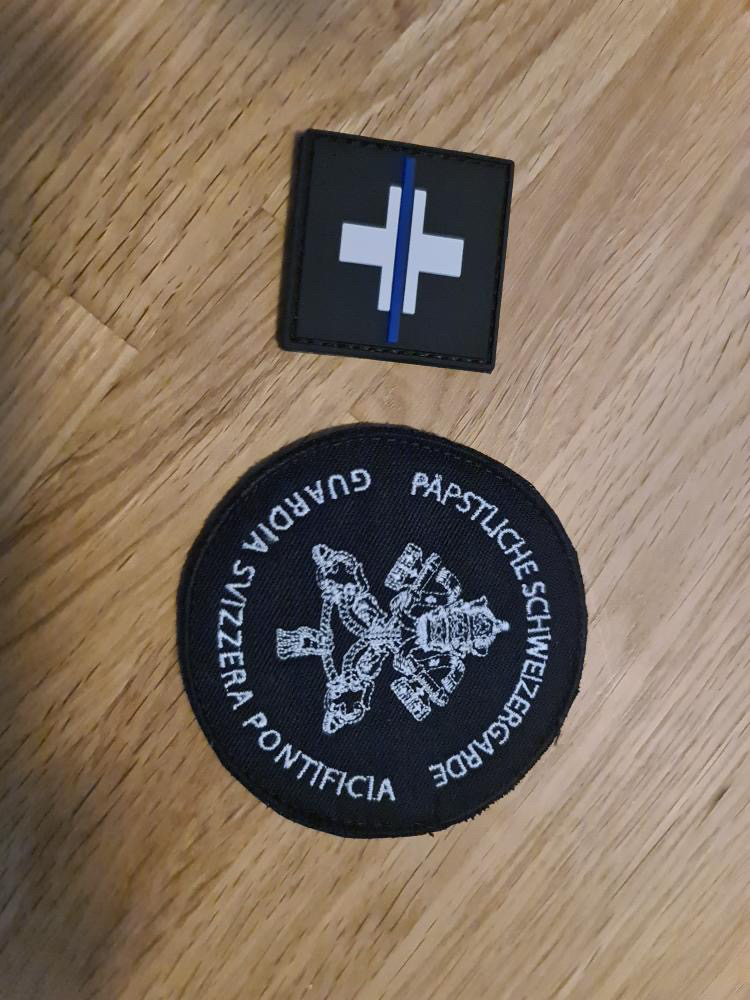 PÄPSTLICHE SCHWEIZERGARDE
GUARDIA SVIZZERA PONTIFICIA